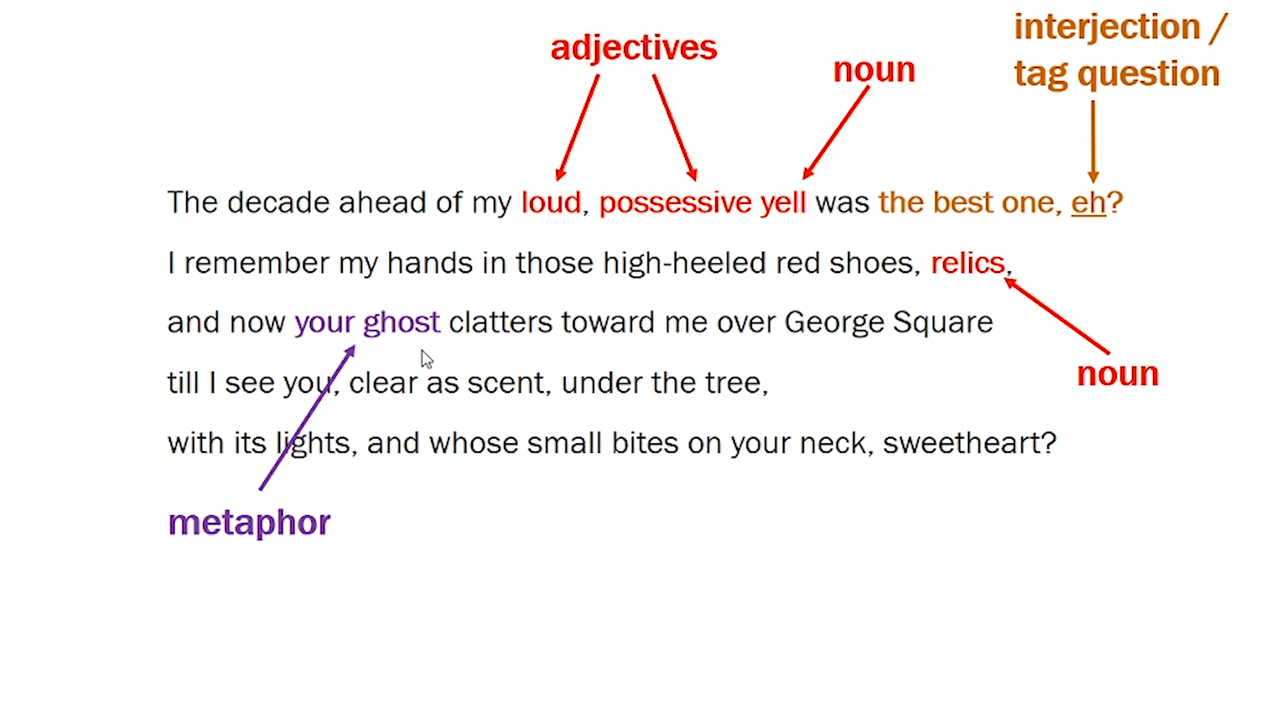 interjection /
tag question
adjectives
noun
The decade ahead of my loud, possessive yell was the best one, eh?
I remember my hands in those high-heeled red shoes, relics,
and now your ghost clatters toward me over George Square
till I see you, clear as scent, under the tree,
with its lights, and whose small bites on your neck, sweetheart?
noun
metaphor